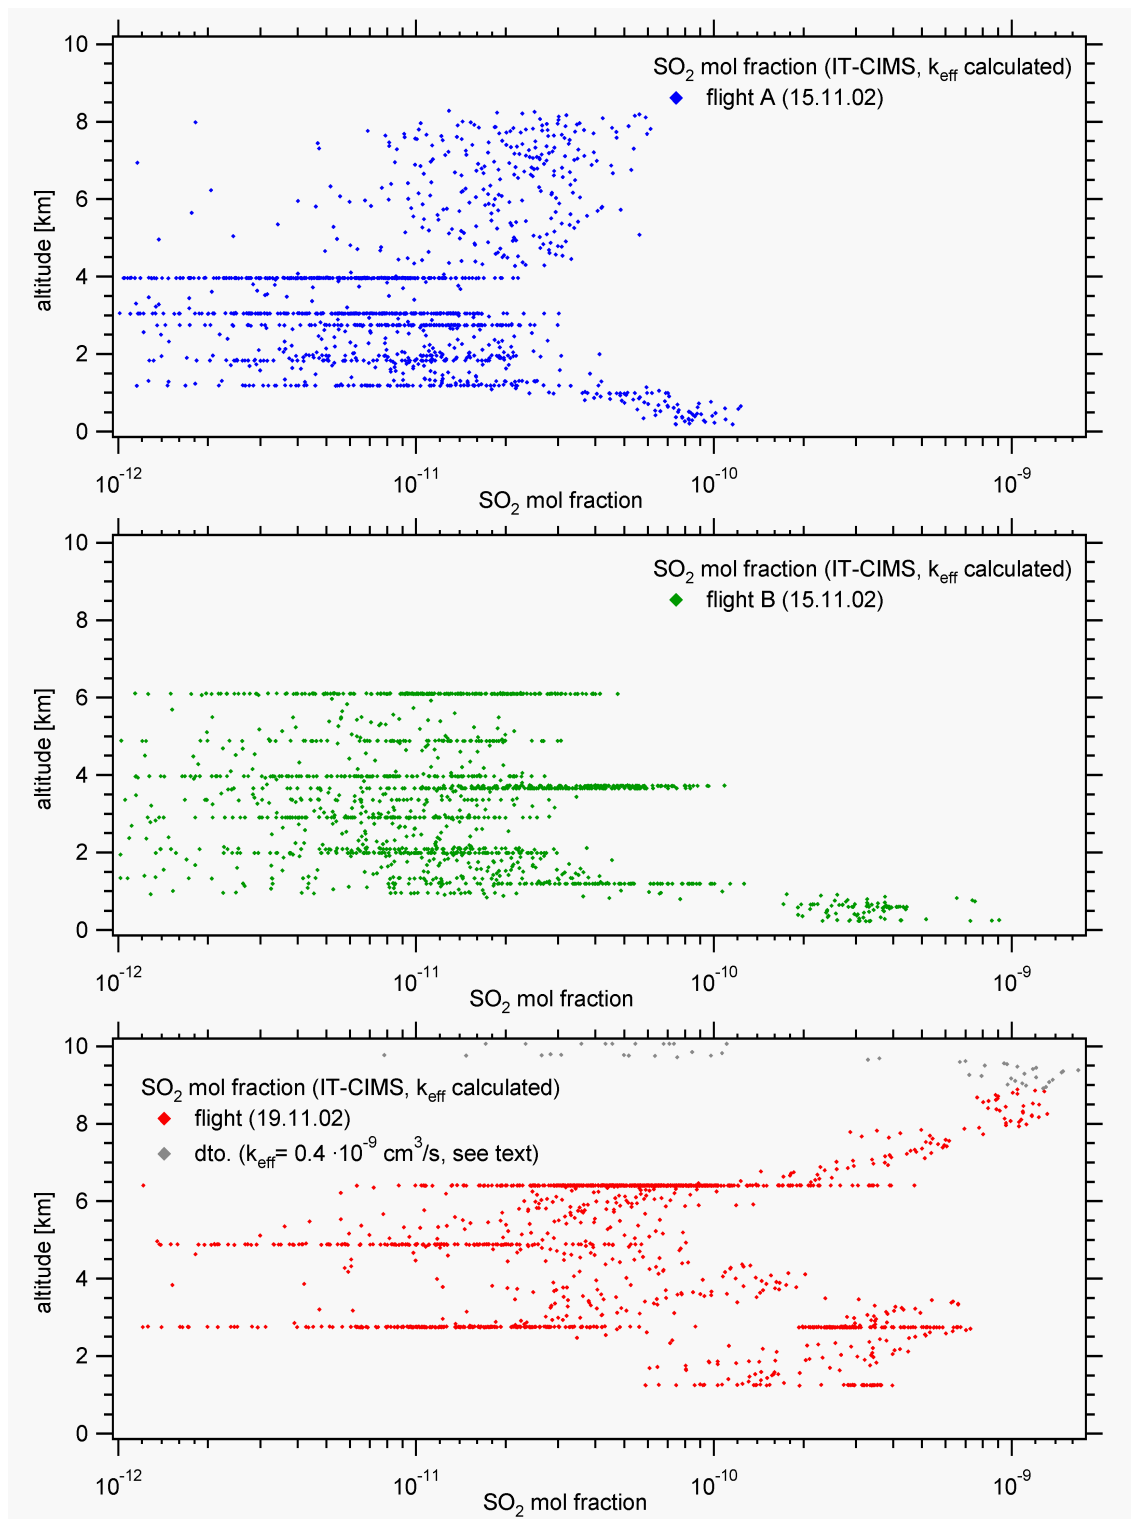 SO2 mol fraction (IT-CIMS, keff calculated)
flight A (15.11.02)
10
8
6
4
2
0
altitude [km]
10-12
10-11
10-10
10-9
SO2 mol fraction
SO2 mol fraction (IT-CIMS, keff calculated)
flight B (15.11.02)
10
8
6
4
2
0
altitude [km]
10-12
10-11
10-10
10-9
SO2 mol fraction
SO2 mol fraction (IT-CIMS, keff calculated)
flight (19.11.02)
dto. (keff= 0.4 ·10-9 cm3/s, see text)
10
8
6
4
2
0
altitude [km]
10-12
10-11
10-10
10-9
SO2 mol fraction